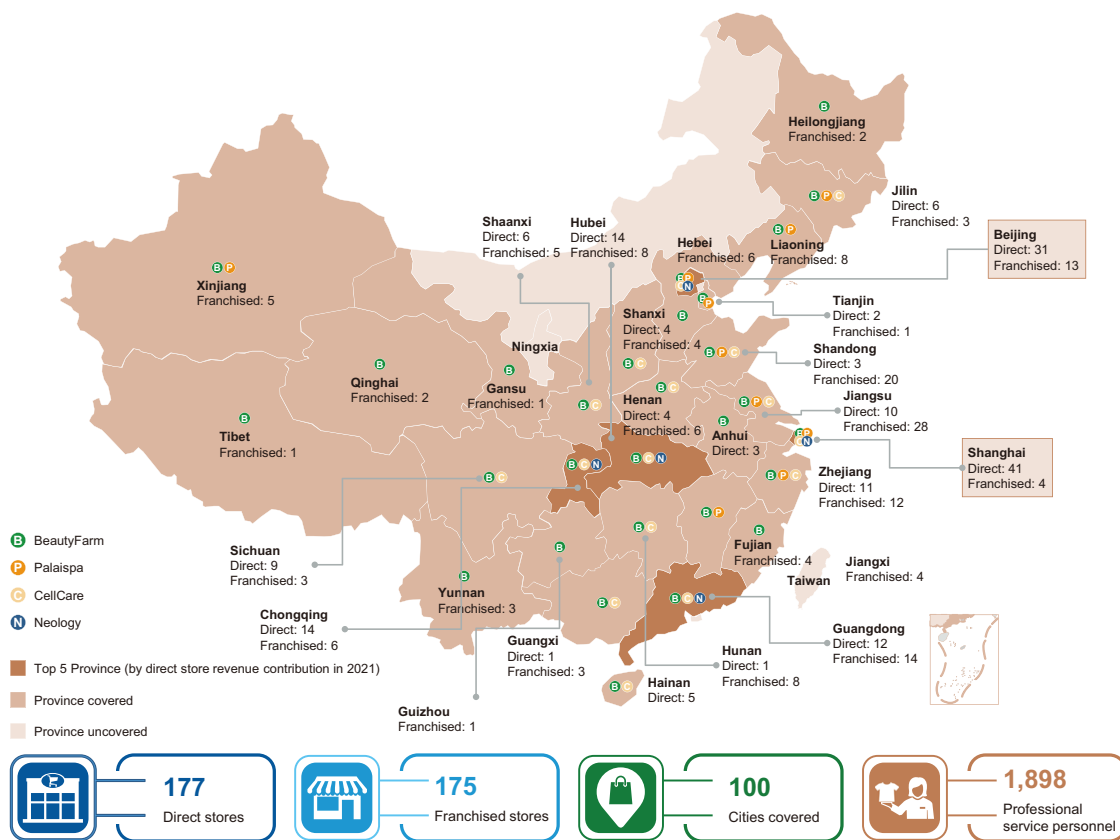 Heilongjiang
Franchised: 2
Jilin
Direct: 6
Franchised: 3
Shaanxi
Direct: 6
Franchised: 5
Hubei
Direct: 14
Franchised: 8
Hebei
Franchised: 6
Liaoning
Franchised: 8
Beijing
Direct: 31
Franchised: 13
Xinjiang
Franchised: 5
Tianjin
Direct: 2
Franchised: 1
Shanxi
Direct: 4
Franchised: 4
Ningxia
Shandong
Direct: 3
Franchised: 20
Qinghai
Franchised: 2
Gansu
Franchised: 1
Henan
Direct: 4
Franchised: 6
Jiangsu
Direct: 10
Franchised: 28
Tibet
Franchised: 1
Anhui
Direct: 3
Shanghai
Direct: 41
Franchised: 4
Zhejiang
Direct: 11
Franchised: 12
B BeautyFarm
P Palaispa
C CellCare
N Neology
Sichuan
Direct: 9
Franchised: 3
Fujian
Franchised: 4
Jiangxi
Franchised: 4
Taiwan
Yunnan
Franchised: 3
Chongqing
Direct: 14
Franchised: 6
Guangxi
Direct: 1
Franchised: 3
Guangdong
Direct: 12
Franchised: 14
Hunan
Direct: 1
Franchised: 8
Hainan
Direct: 5
Guizhou
Franchised: 1
Top 5 Province (by direct store revenue contribution in 2021)
Province covered
Province uncovered
177
Direct stores
175
Franchised stores
100
Cities covered
1,898
Professional
service personnel